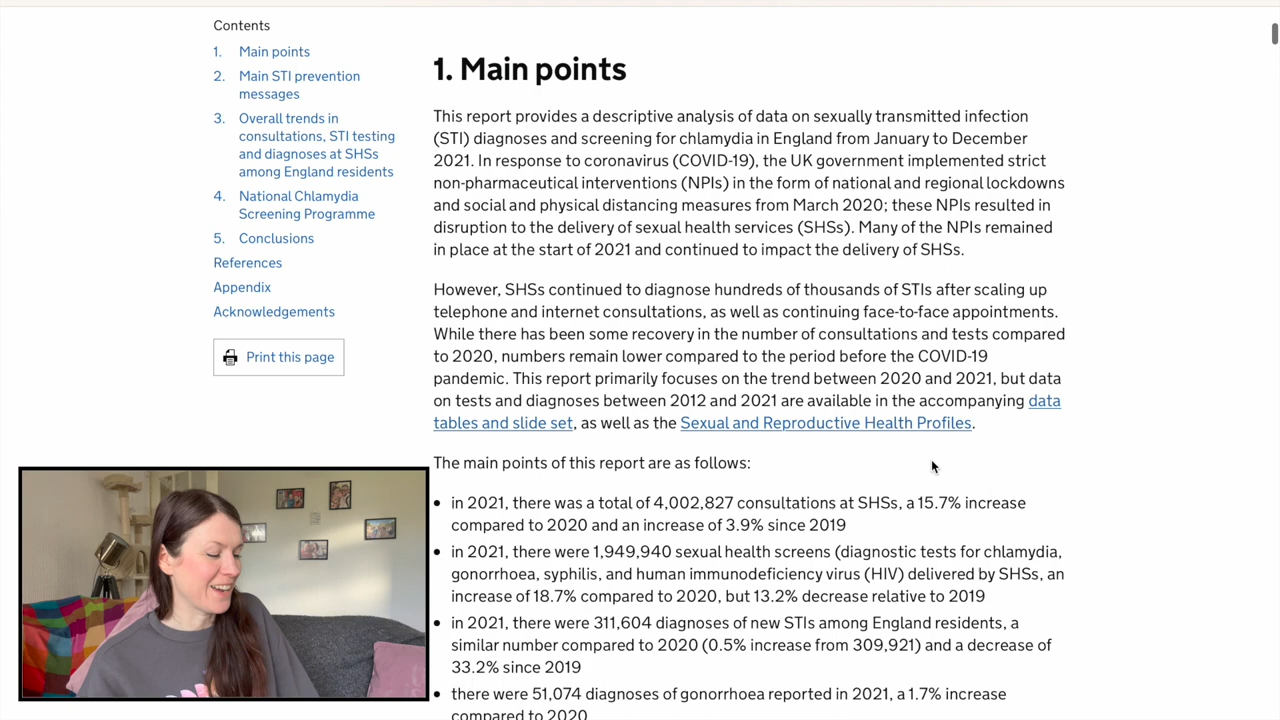 Contents
1. Main points
2. Main STI prevention
messages
3. Overall trends in
consultations, STI testing
and diagnoses at SHSs
among England residents
4. National Chlamydia
Screening Programme
5. Conclusions
References
Appendix
Acknowledgements
Print this page
1. Main points
This report provides a descriptive analysis of data on sexually transmitted infection
(STI) diagnoses and screening for chlamydia in England from January to December
2021. In response to coronavirus (COVID-19), the UK government implemented strict
non-pharmaceutical interventions (NPIs) in the form of national and regional lockdowns
and social and physical distancing measures from March 2020; these NPIs resulted in
disruption to the delivery of sexual health services (SHSs). Many of the NPIs remained
in place at the start of 2021 and continued to impact the delivery of SHSs.
However, SHSs continued to diagnose hundreds of thousands of STIs after scaling up
telephone and internet consultations, as well as continuing face-to-face appointments.
While there has been some recovery in the number of consultations and tests compared
to 2020, numbers remain lower compared to the period before the COVID-19
pandemic. This report primarily focuses on the trend between 2020 and 2021, but data
on tests and diagnoses between 2012 and 2021 are available in the accompanying data
tables and slide set, as well as the Sexual and Reproductive Health Profiles.
The main points of this report are as follows:
• in 2021, there was a total of 4,002,827 consultations at SHSs, a 15.7% increase
compared to 2020 and an increase of 3.9% since 2019
• in 2021, there were 1,949,940 sexual health screens (diagnostic tests for chlamydia,
gonorrhoea, syphilis, and human immunodeficiency virus (HIV) delivered by SHSs, an
increase of 18.7% compared to 2020, but 13.2% decrease relative to 2019
• in 2021, there were 311,604 diagnoses of new STIs among England residents, a
similar number compared to 2020 (0.5% increase from 309,921) and a decrease of
33.2% since 2019
• there were 51,074 diagnoses of gonorrhoea reported in 2021, a 1.7% increase
compared to 2020